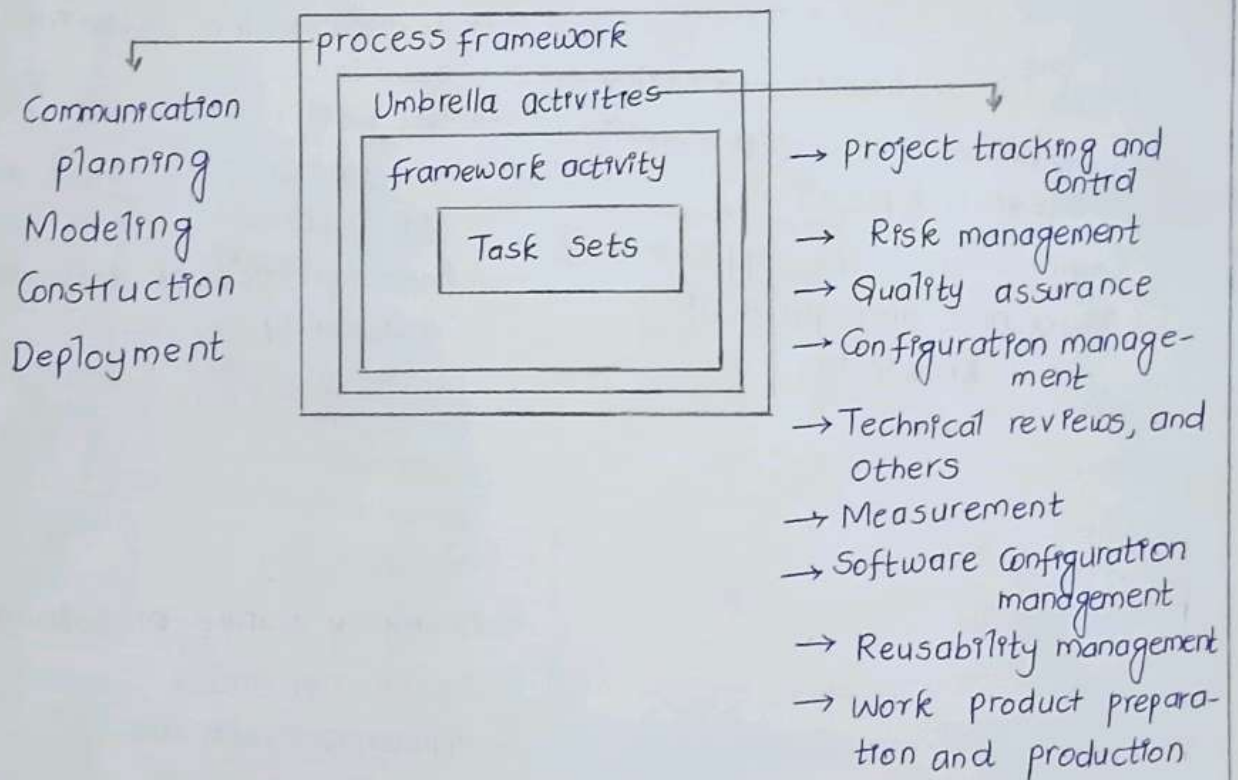 process framework
Umbrella activities
framework activity
Task sets
Communication
planning
Modeling
Construction
Deployment
→ project tracking and
Control
→ Risk management
→ Quality assurance
→ Configuration manage-
ment
→ Technical reviews, and
others
→ Measurement
→ Software configuration
management
→ Reusability management
→ Work product prepara-
tion and production